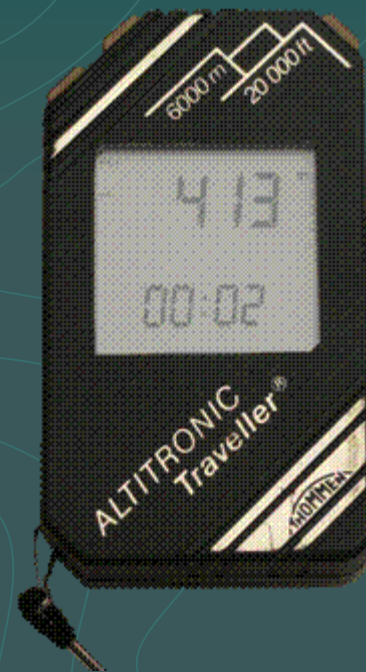 6000 m
20 000 ft
413
00:02
ALTITRONIC
Traveller®
THOMMEN